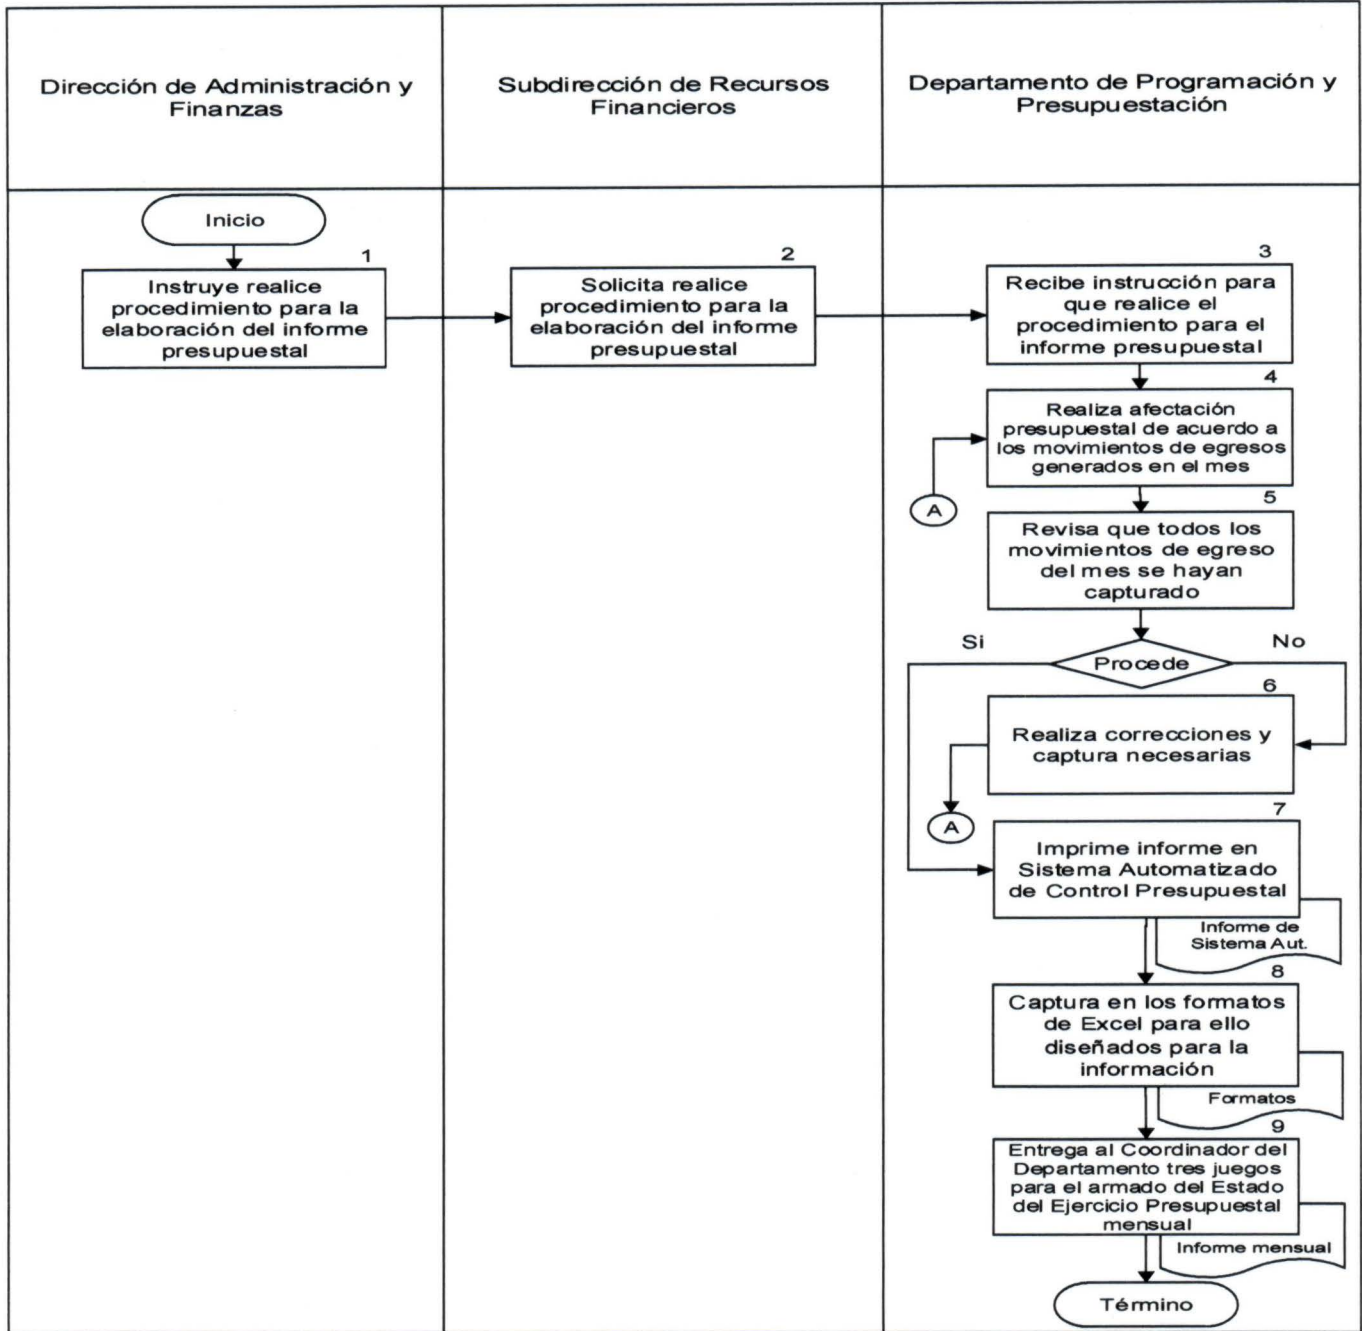 Dirección de Administración y
Finanzas
Subdirección de Recursos
Financieros
Departamento de Programación y
Presupuestación
Inicio
1
Instruye realice
procedimiento para la
elaboración del informe
presupuestal
2
Solicita realice
procedimiento para la
elaboración del informe
presupuestal
3
Recibe instrucción para
que realice el
procedimiento para el
informe presupuestal
4
Realiza afectación
presupuestal de acuerdo a
los movimientos de egresos
generados en el mes
A
5
Revisa que todos los
movimientos de egreso
del mes se hayan
capturado
Si
Procede
No
6
Realiza correcciones y
captura necesarias
A
7
Imprime informe en
Sistema Automatizado
de Control Presupuestal
Informe de
Sistema Aut.
8
Captura en los formatos
de Excel para ello
diseñados para la
información
Formatos
9
Entrega al Coordinador del
Departamento tres juegos
para el armado del Estado
del Ejercicio Presupuestal
mensual
Informe mensual
Término